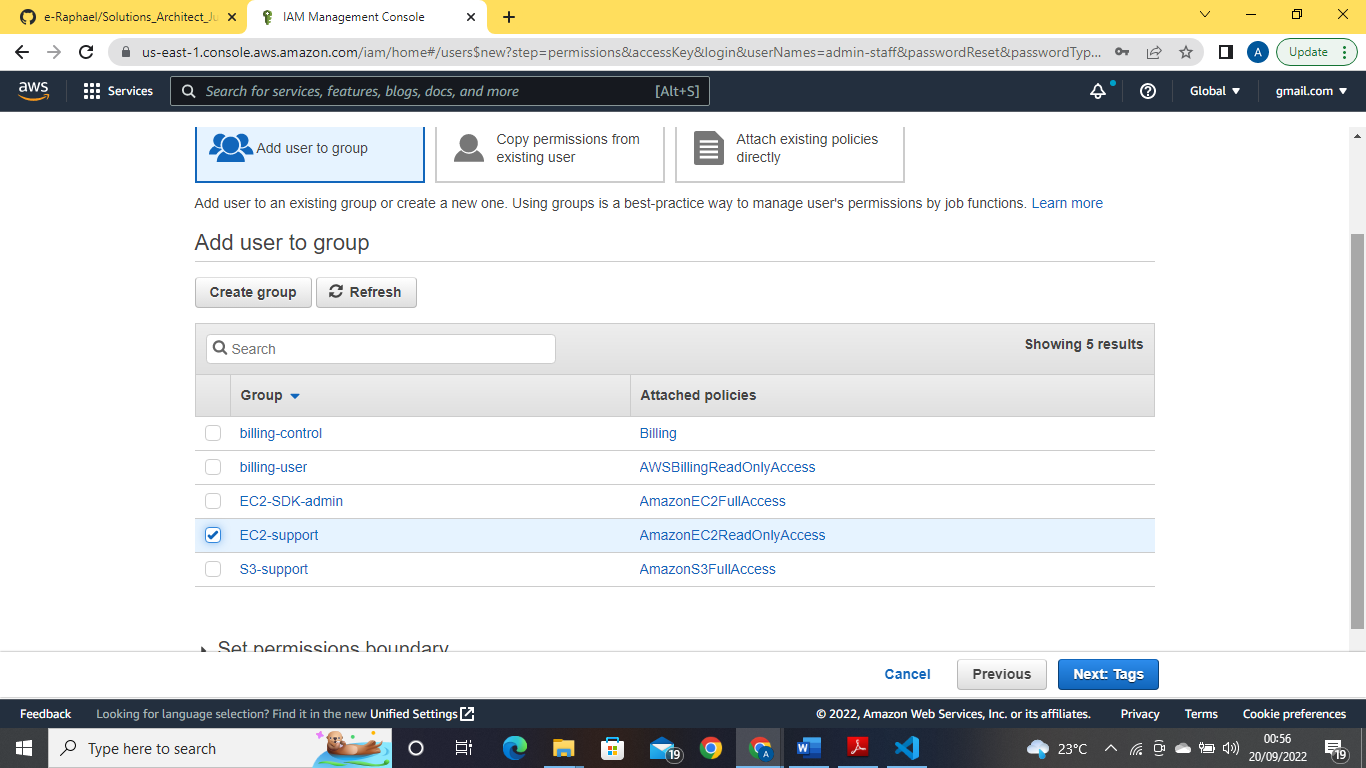 e-Raphael/Solutions_Architect_Ju
IAM Management Console
us-east-1.console.aws.amazon.com/iam/home#/users$new?step=permissions&accessKey&login&userNames=admin-staff&passwordReset&passwordTyp...
A
Update
aws
Services
Search for services, features, blogs, docs, and more
[Alt+S]
Global
gmail.com
Add user to group
Copy permissions from
existing user
Attach existing policies
directly
Add user to an existing group or create a new one. Using groups is a best-practice way to manage user's permissions by job functions. Learn more
Add user to group
Create group
Refresh
Search
Showing 5 results
Group
Attached policies
billing-control
Billing
billing-user
AWSBillingReadOnlyAccess
EC2-SDK-admin
AmazonEC2FullAccess
EC2-support
AmazonEC2ReadOnlyAccess
S3-support
AmazonS3FullAccess
Set permissions boundary
Cancel
Previous
Next: Tags
Feedback
Looking for language selection? Find it in the new Unified Settings
© 2022, Amazon Web Services, Inc. or its affiliates.
Privacy
Terms
Cookie preferences
Type here to search
19
A
23°C
00:56
20/09/2022
19